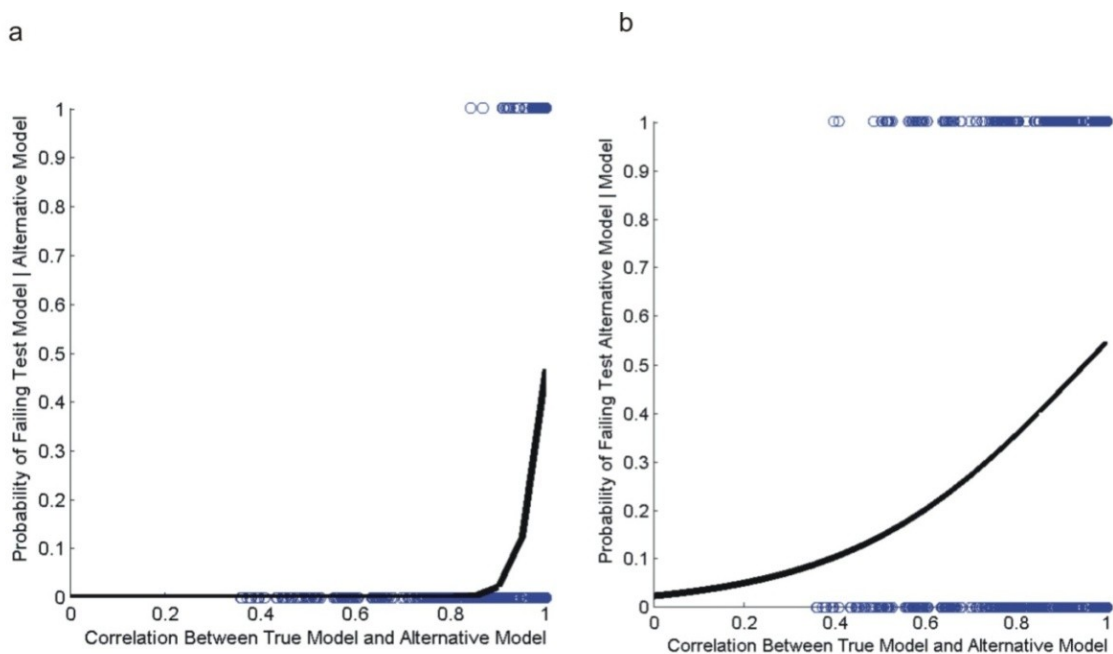 a
b
Probability of Failing Test Model | Alternative Model
1
0.9
0.8
0.7
0.6
0.5
0.4
0.3
0.2
0.1
0
0 0.2 0.4 0.6 0.8 1
Correlation Between True Model and Alternative Model
Probability of Failing Test Alternative Model | Model
1
0.9
0.8
0.7
0.6
0.5
0.4
0.3
0.2
0.1
0
0 0.2 0.4 0.6 0.8 1
Correlation Between True Model and Alternative Model